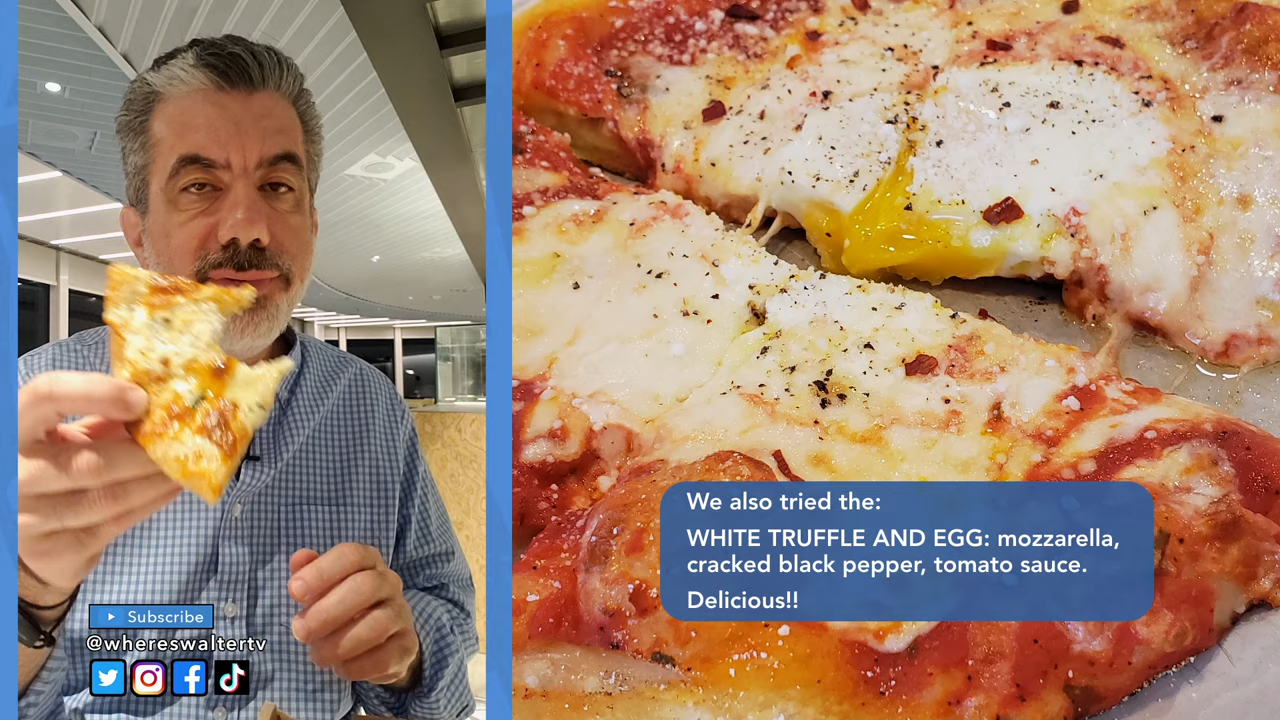 Subscribe
@whereswaltertv
We also tried the:
WHITE TRUFFLE AND EGG: mozzarella,
cracked black pepper, tomato sauce.
Delicious!!